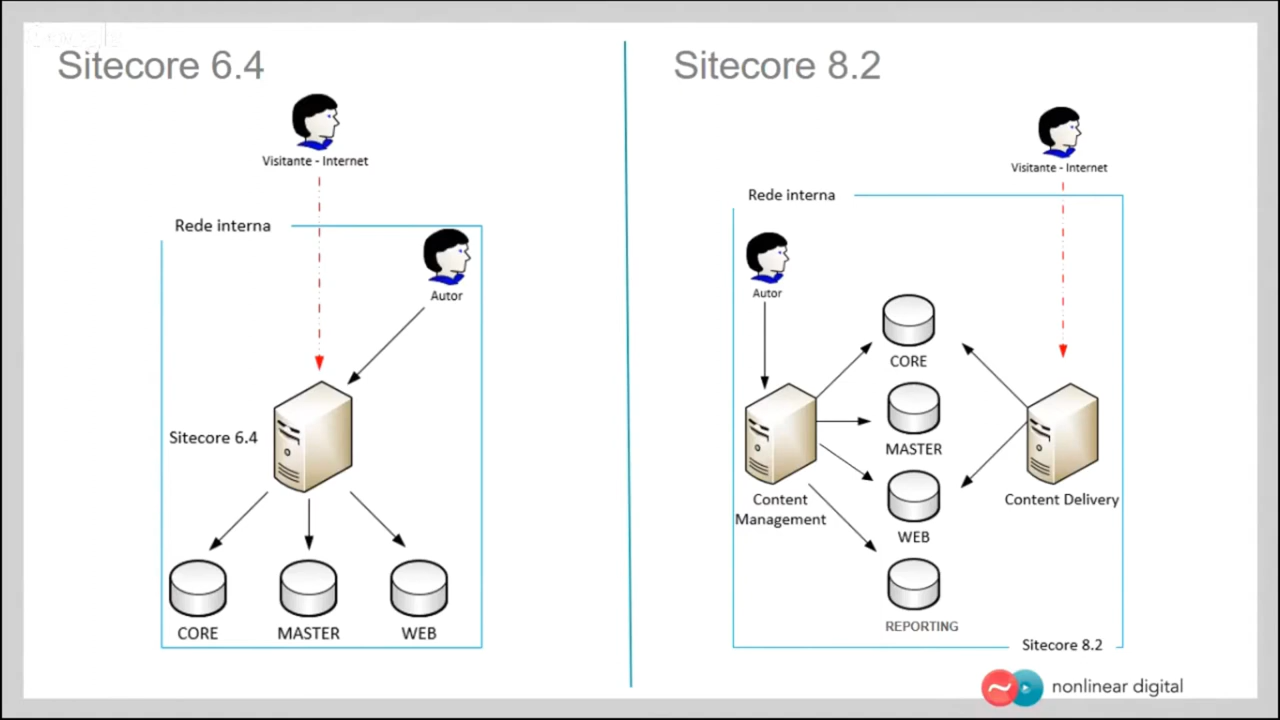 Google
Sitecore 6.4
Visitante - Internet
Rede interna
Autor
Sitecore 6.4
CORE
MASTER
WEB
Sitecore 8.2
Visitante - Internet
Rede interna
Autor
CORE
MASTER
Content
Management
Content Delivery
WEB
REPORTING
Sitecore 8.2
nonlinear digital